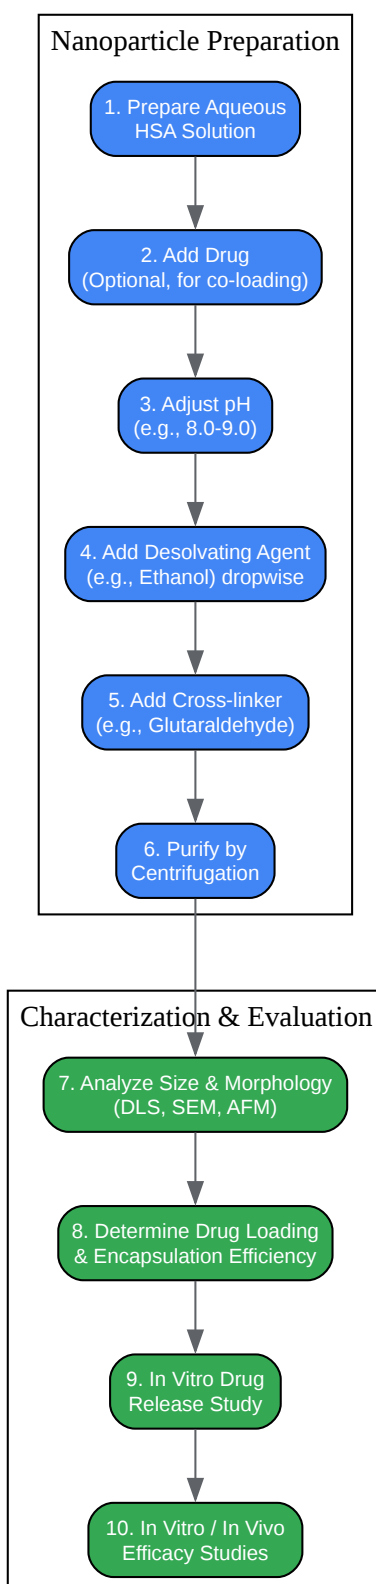 Nanoparticle Preparation
1. Prepare Aqueous
HSA Solution
2. Add Drug
(Optional, for co-loading)
3. Adjust pH
(e.g., 8.0-9.0)
4. Add Desolvating Agent
(e.g., Ethanol) dropwise
5. Add Cross-linker
(e.g., Glutaraldehyde)
6. Purify by
Centrifugation
Characterization & Evaluation
7. Analyze Size & Morphology
(DLS, SEM, AFM)
8. Determine Drug Loading
& Encapsulation Efficiency
9. In Vitro Drug
Release Study
10. In Vitro / In Vivo
Efficacy Studies